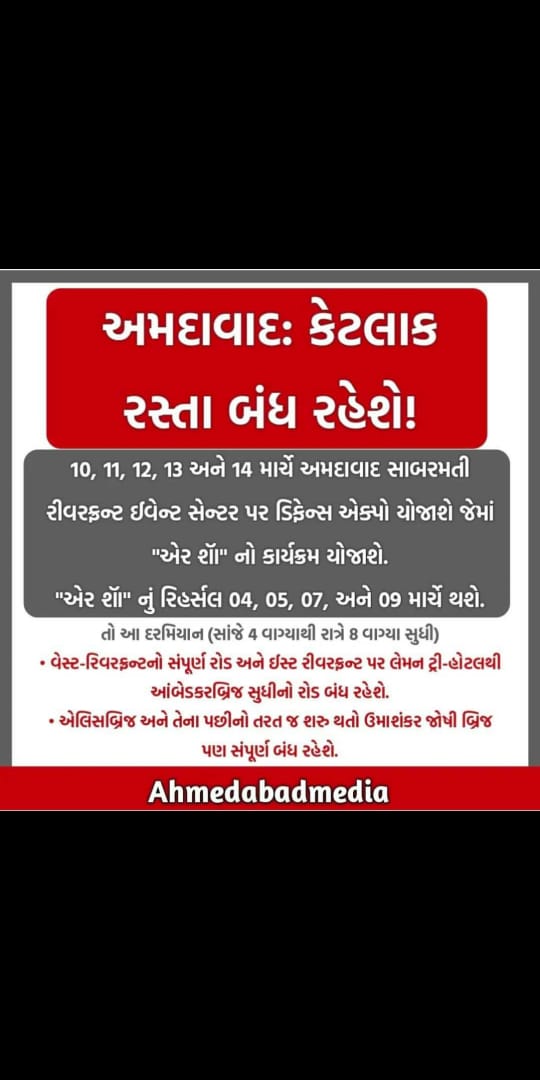 અમદાવાદ: કેટલાક
રસ્તા બંધ રહેશે!
10, 11, 12, 13 અને 14 માર્ચે અમદાવાદ સાબરમતી
રીવરફ્રન્ટ ઈવેન્ટ સેન્ટર પર ડિફેન્સ એક્પો યોજાશે જેમાં
"એર શૉ" નો કાર્યક્રમ યોજાશે.
"એર શૉ" નું રિહર્સલ 04, 05, 07, અને 09 માર્ચે થશે.
તો આ દરમિયાન (સાંજે 4 વાગ્યાથી રાત્રે 8 વાગ્યા સુધી)
• વેસ્ટ-રિવરફ્રન્ટનો સંપૂર્ણ રોડ અને ઈસ્ટ રીવરફ્રન્ટ પર લેમન ટ્રી-હોટલથી
આંબેડકરબ્રિજ સુધીનો રોડ બંધ રહેશે.
• એલિસબ્રિજ અને તેના પછીનો તરત જ શરુ થતો ઉમાશંકર જોષી બ્રિજ
પણ સંપૂર્ણ બંધ રહેશે.
Ahmedabadmedia